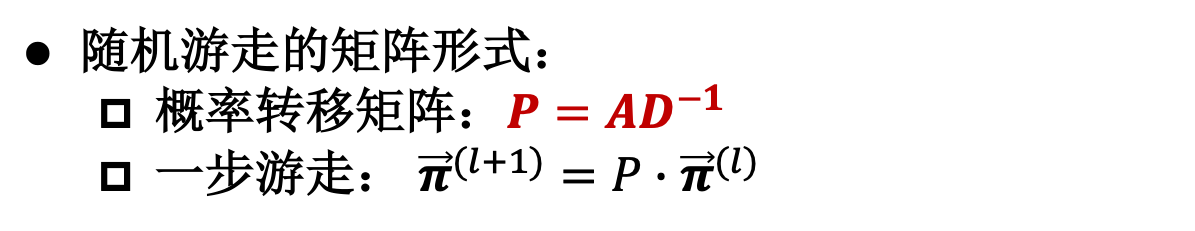 ● 随机游走的矩阵形式：
❑ 概率转移矩阵：P = AD⁻¹
❑ 一步游走： π⃗⁽ˡ⁺¹⁾ = P · π⃗⁽ˡ⁾